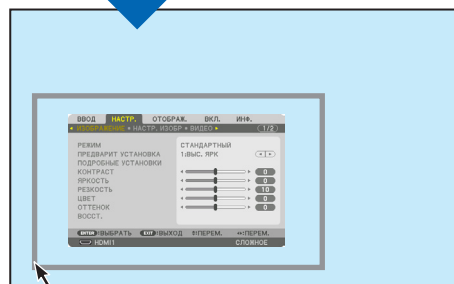 ВВОД НАСТР. ОТОБРАЖ. ВКЛ. ИНФ.
ИЗОБРАЖЕНИЕ • НАСТР. ИЗОБР • ВИДЕО (1/2)
РЕЖИМ СТАНДАРТНЫЙ
ПРЕДВАРИТ УСТАНОВКА 1:ВЫС. ЯРК
ПОДРОБНЫЕ УСТАНОВКИ
КОНТРАСТ 0
ЯРКОСТЬ 0
РЕЗКОСТЬ 10
ЦВЕТ 0
ОТТЕНОК 0
ВОССТ.
ENTER :ВЫБРАТЬ EXIT :ВЫХОД :ПЕРЕМ. :ПЕРЕМ.
HDMI1 СЛОЖНОЕ